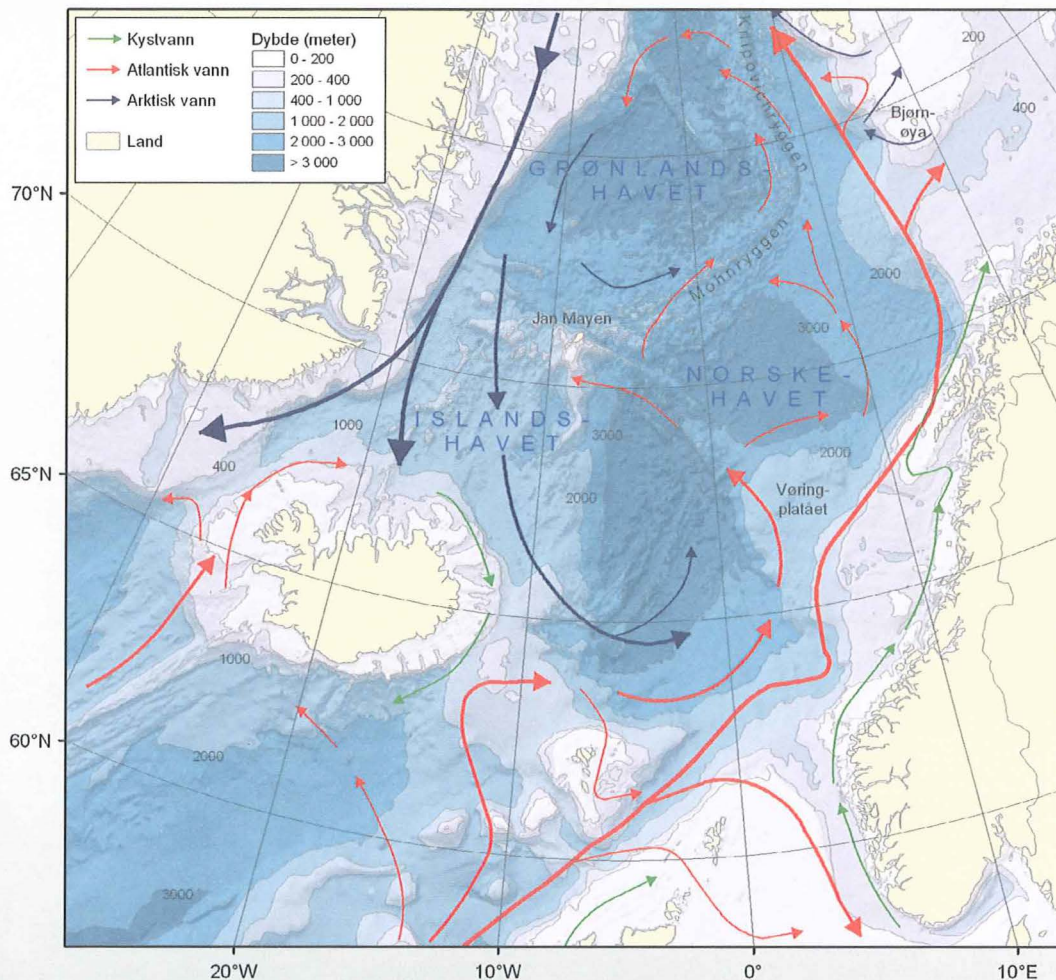 Kystvann
Atlantisk vann
Arktisk vann
Land
Dybde (meter)
0 - 200
200 - 400
400 - 1 000
1 000 - 2 000
2 000 - 3 000
> 3 000
Knipovichryggen
200
400
Bjørn-
øya
GRØNLANDS-
HAVET
70°N
Mohnryggen
2000
Jan Mayen
3000
NORSKE-
HAVET
ISLANDS-
HAVET
1000
3000
2000
400
65°N
2000
Vøring-
platået
1000
60°N
2000
3000
20°W
10°W
0°
10°E